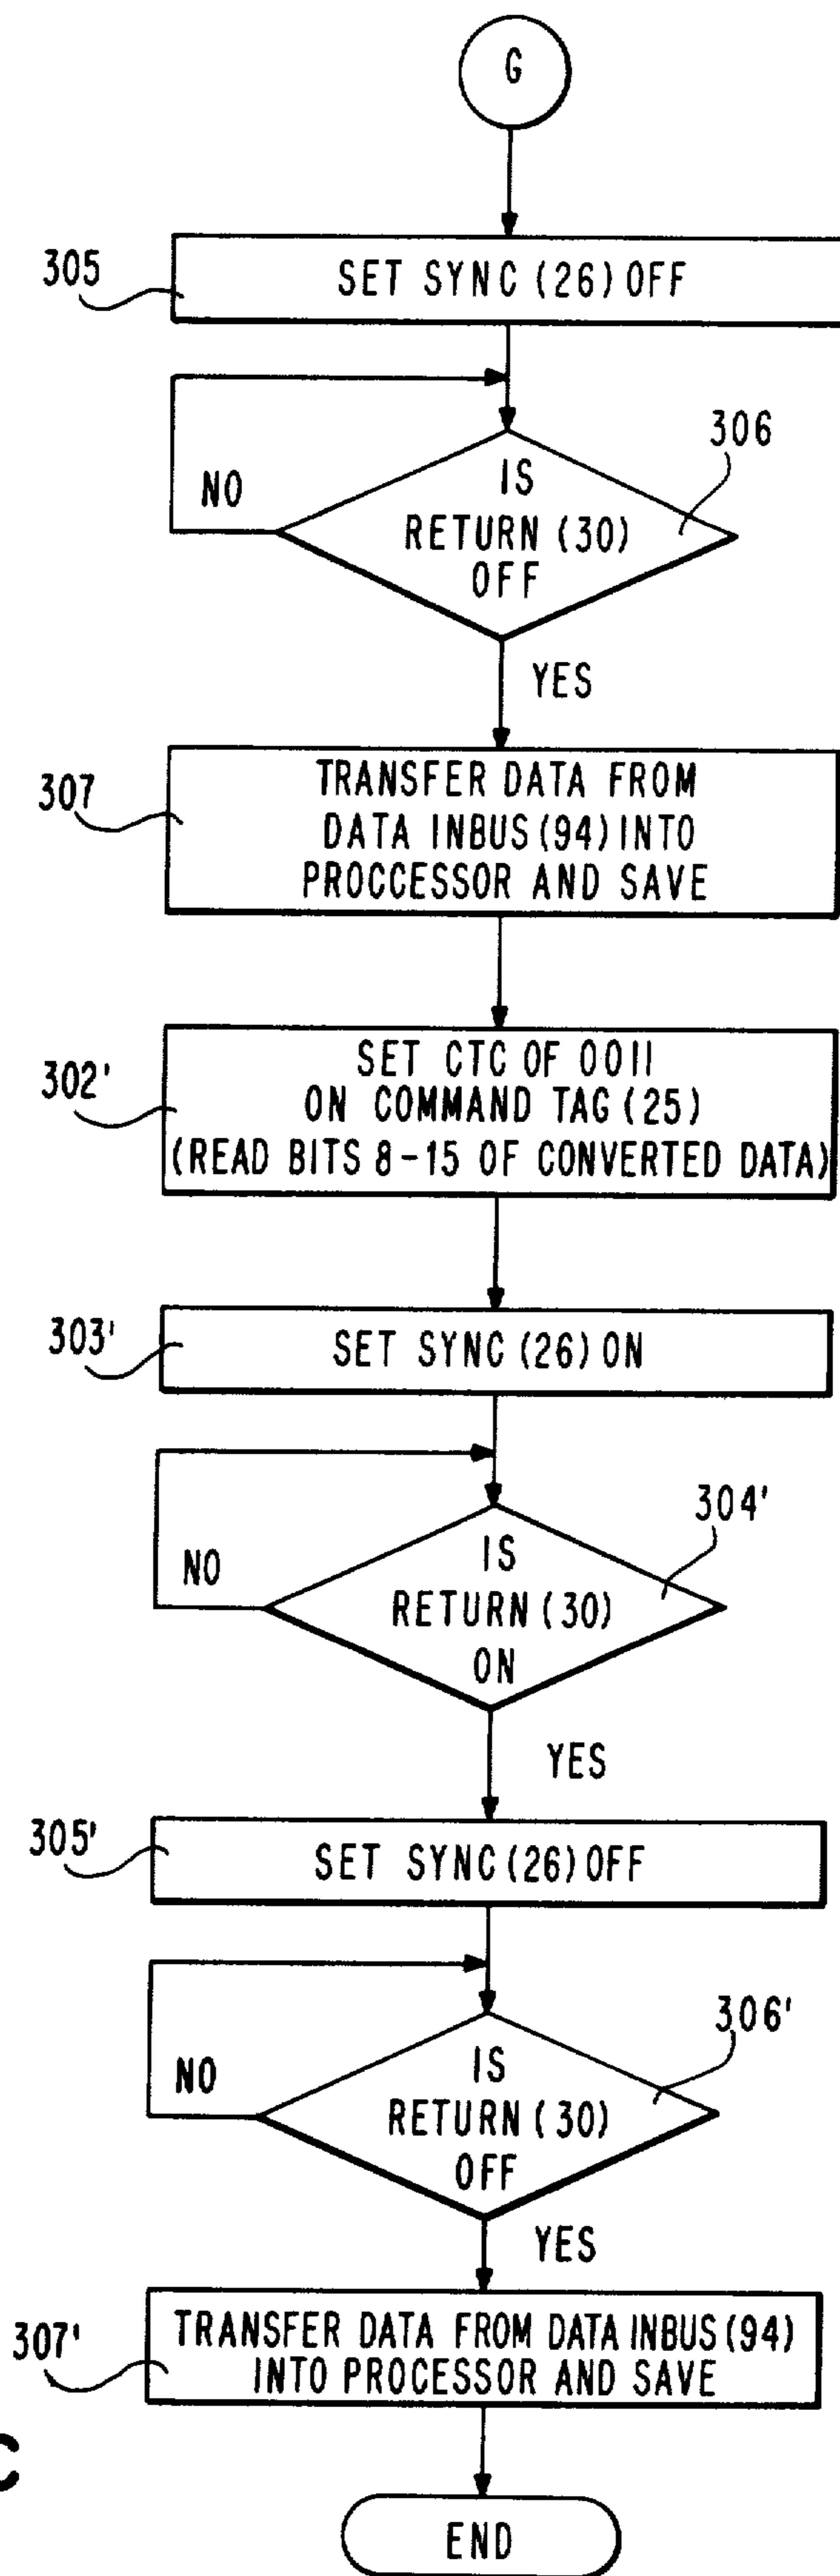 G
305
SET SYNC (26) OFF
306
IS
RETURN (30)
OFF
NO
YES
307
TRANSFER DATA FROM
DATA INBUS (94) INTO
PROCCESSOR AND SAVE
302'
SET CTC OF 0011
ON COMMAND TAG (25)
(READ BITS 8-15 OF CONVERTED DATA)
303'
SET SYNC (26) ON
304'
IS
RETURN (30)
ON
NO
YES
305'
SET SYNC (26) OFF
306'
IS
RETURN (30)
OFF
NO
YES
307'
TRANSFER DATA FROM DATA INBUS (94)
INTO PROCESSOR AND SAVE
C
END